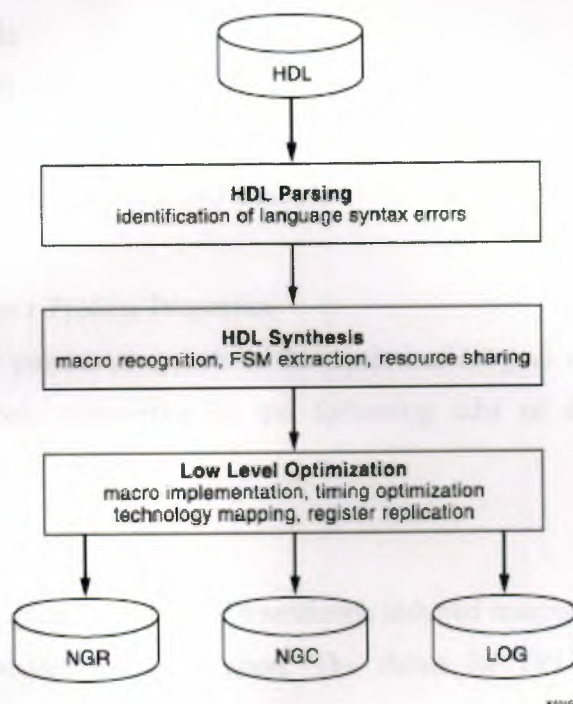 HDL
HDL Parsing
identification of language syntax errors
HDL Synthesis
macro recognition, FSM extraction, resource sharing
Low Level Optimization
macro implementation, timing optimization
technology mapping, register replication
NGR
NGC
LOG